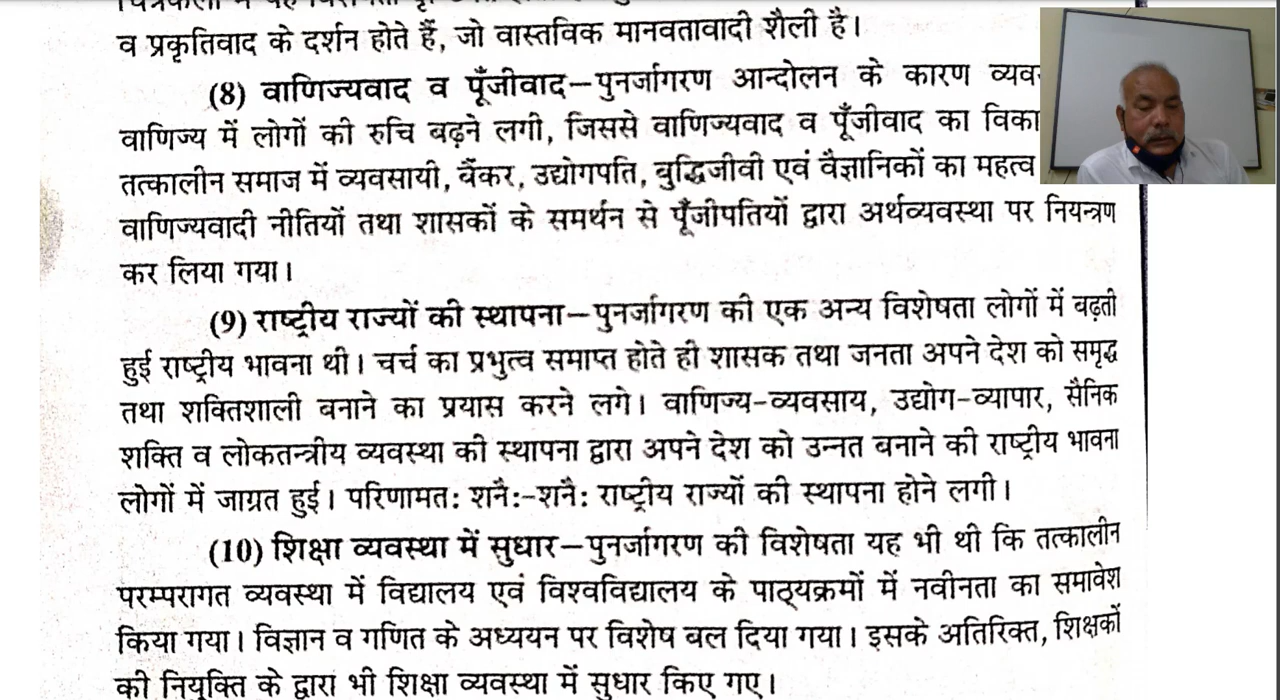 व प्रकृतिवाद के दर्शन होते हैं, जो वास्तविक मानवतावादी शैली है।
(8) वाणिज्यवाद व पूँजीवाद—पुनर्जागरण आन्दोलन के कारण
वाणिज्य में लोगों की रुचि बढ़ने लगी, जिससे वाणिज्यवाद व पूँजीवाद का
तत्कालीन समाज में व्यवसायी, बैंकर, उद्योगपति, बुद्धिजीवी एवं वैज्ञानिकों का महत्व
वाणिज्यवादी नीतियों तथा शासकों के समर्थन से पूँजीपतियों द्वारा अर्थव्यवस्था पर नियन्त्रण
कर लिया गया।
(9) राष्ट्रीय राज्यों की स्थापना—पुनर्जागरण की एक अन्य विशेषता लोगों में बढ़ती
हुई राष्ट्रीय भावना थी। चर्च का प्रभुत्व समाप्त होते ही शासक तथा जनता अपने देश को समृद्ध
तथा शक्तिशाली बनाने का प्रयास करने लगे। वाणिज्य-व्यवसाय, उद्योग-व्यापार, सैनिक
शक्ति व लोकतन्त्रीय व्यवस्था की स्थापना द्वारा अपने देश को उन्नत बनाने की राष्ट्रीय भावना
लोगों में जाग्रत हुई। परिणामतः शनैः-शनैः राष्ट्रीय राज्यों की स्थापना होने लगी।
(10) शिक्षा व्यवस्था में सुधार—पुनर्जागरण की विशेषता यह भी थी कि तत्कालीन
परम्परागत व्यवस्था में विद्यालय एवं विश्वविद्यालय के पाठ्यक्रमों में नवीनता का समावेश
किया गया। विज्ञान व गणित के अध्ययन पर विशेष बल दिया गया। इसके अतिरिक्त, शिक्षकों
की नियुक्ति के द्वारा भी शिक्षा व्यवस्था में सुधार किए गए।